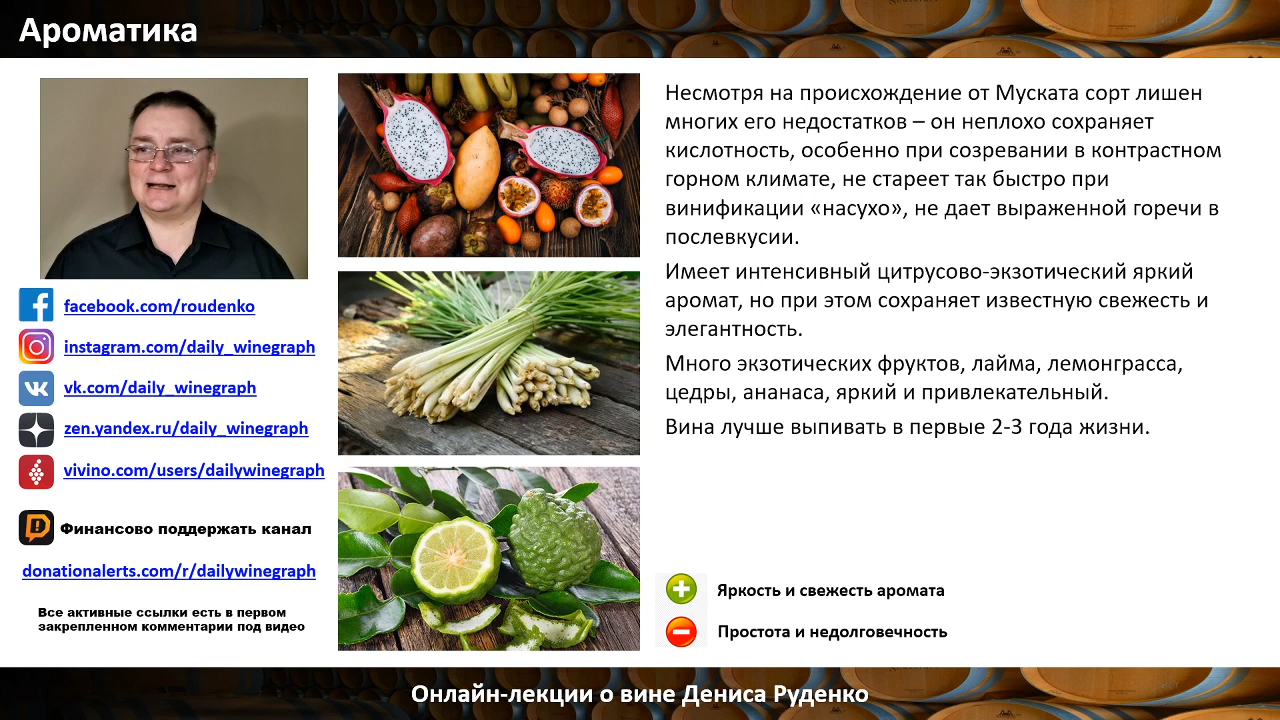 Ароматика
facebook.com/roudenko
instagram.com/daily_winegraph
vk.com/daily_winegraph
zen.yandex.ru/daily_winegraph
vivino.com/users/dailywinegraph
Финансово поддержать канал
donationalerts.com/r/dailywinegraph
Все активные ссылки есть в первом
закрепленном комментарии под видео
Несмотря на происхождение от Муската сорт лишен
многих его недостатков – он неплохо сохраняет
кислотность, особенно при созревании в контрастном
горном климате, не стареет так быстро при
винификации «насухо», не дает выраженной горечи в
послевкусии.
Имеет интенсивный цитрусово-экзотический яркий
аромат, но при этом сохраняет известную свежесть и
элегантность.
Много экзотических фруктов, лайма, лемонграсса,
цедры, ананаса, яркий и привлекательный.
Вина лучше выпивать в первые 2-3 года жизни.
Яркость и свежесть аромата
Простота и недолговечность
Онлайн-лекции о вине Дениса Руденко